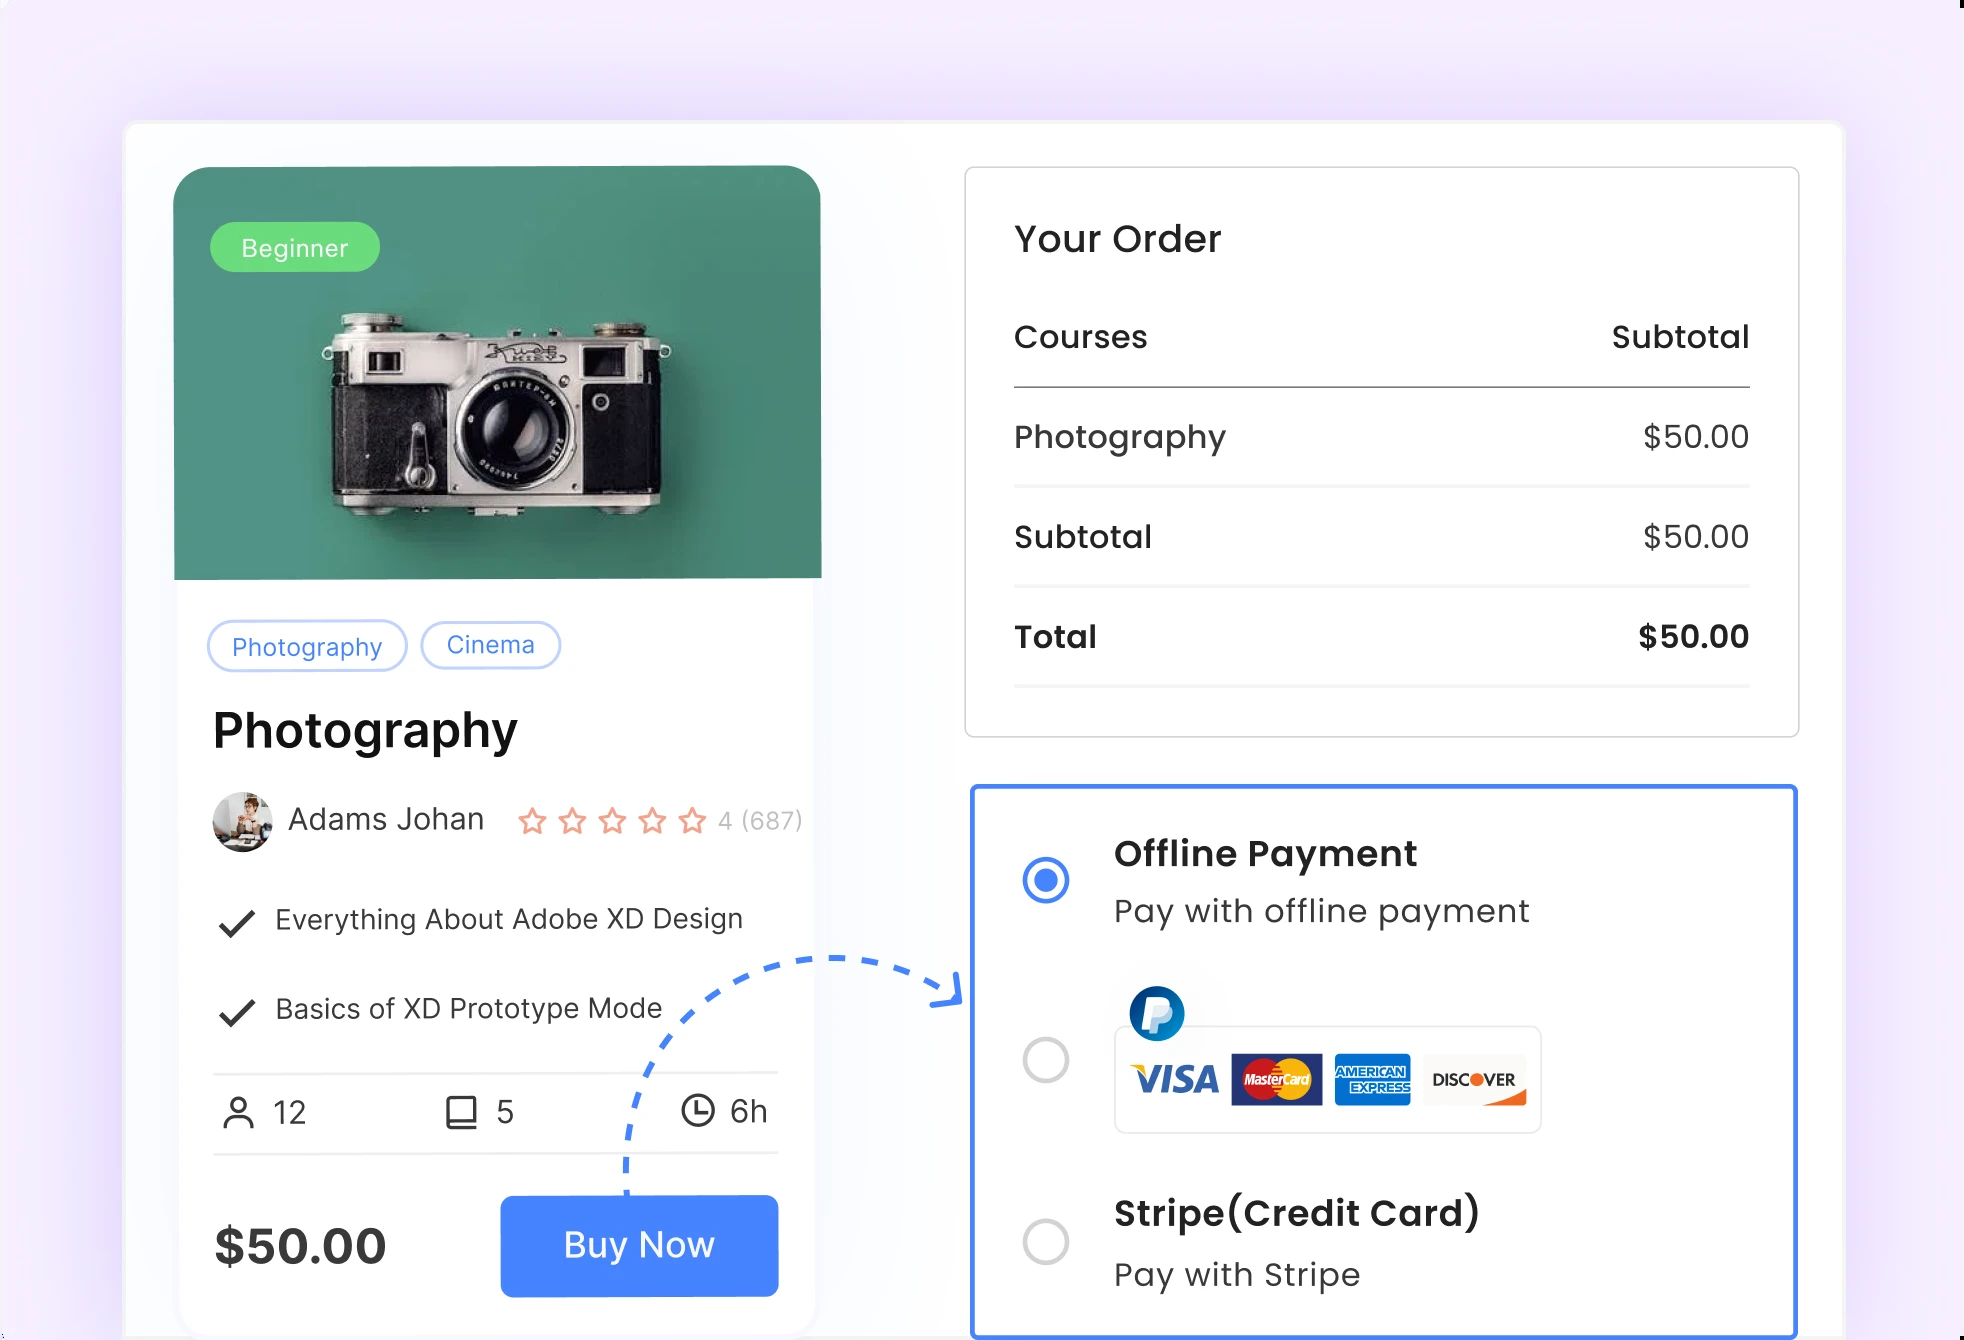 Beginner
Photography
Cinema
Photography
Adams Johan
4 (687)
Everything About Adobe XD Design
Basics of XD Prototype Mode
12
5
6h
$50.00
Buy Now
Your Order
Courses Subtotal
Photography $50.00
Subtotal $50.00
Total $50.00
Offline Payment
Pay with offline payment
P
VISA
MasterCard
AMERICAN
EXPRESS
DISCOVER
Stripe(Credit Card)
Pay with Stripe